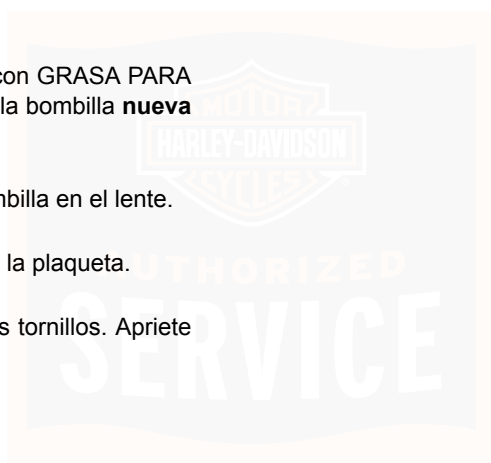 con GRASA PARA
la bombilla nueva
MOTOR
HARLEY-DAVIDSON
CYCLES
billa en el lente.
la plaqueta.
AUTHORIZED
s tornillos. Apriete
SERVICE